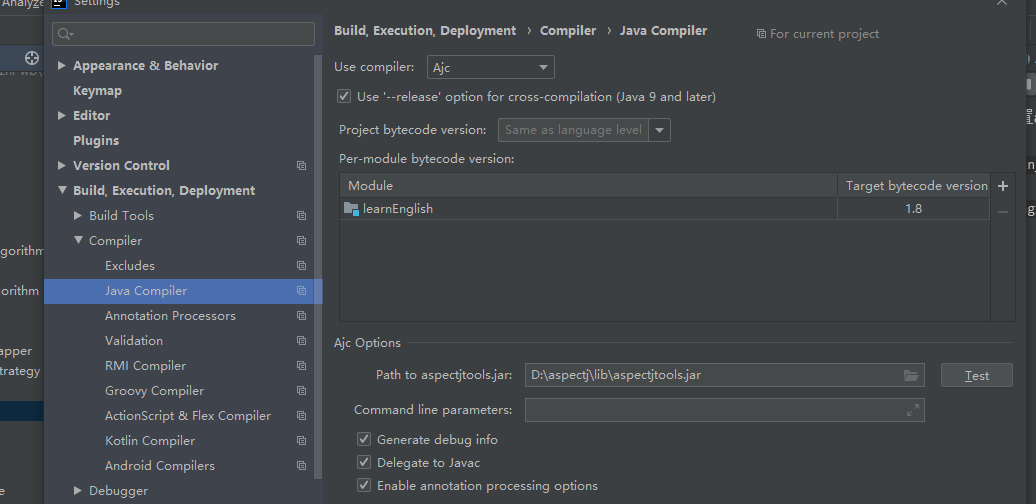 Analyze
Settings
Build, Execution, Deployment › Compiler › Java Compiler
For current project
Appearance & Behavior
Keymap
Editor
Plugins
Version Control
Build, Execution, Deployment
Build Tools
Compiler
Excludes
Java Compiler
Annotation Processors
Validation
RMI Compiler
Groovy Compiler
ActionScript & Flex Compiler
Kotlin Compiler
Android Compilers
Debugger
Use compiler: Ajc
Use '--release' option for cross-compilation (Java 9 and later)
Project bytecode version: Same as language level
Per-module bytecode version:
Module Target bytecode version
learnEnglish 1.8
Ajc Options
Path to aspectjtools.jar: D:\aspectj\lib\aspectjtools.jar Test
Command line parameters:
Generate debug info
Delegate to Javac
Enable annotation processing options
gorithm
orithm
apper
trategy